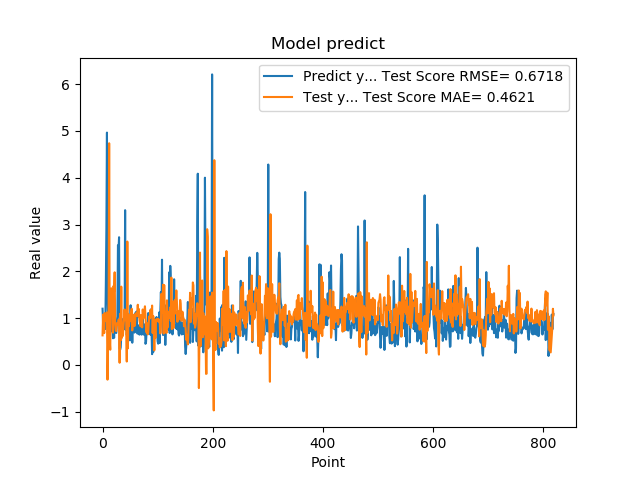 Model predict
Predict y... Test Score RMSE= 0.6718
Test y... Test Score MAE= 0.4621
Real value
6
5
4
3
2
1
0
−1
0 200 400 600 800
Point